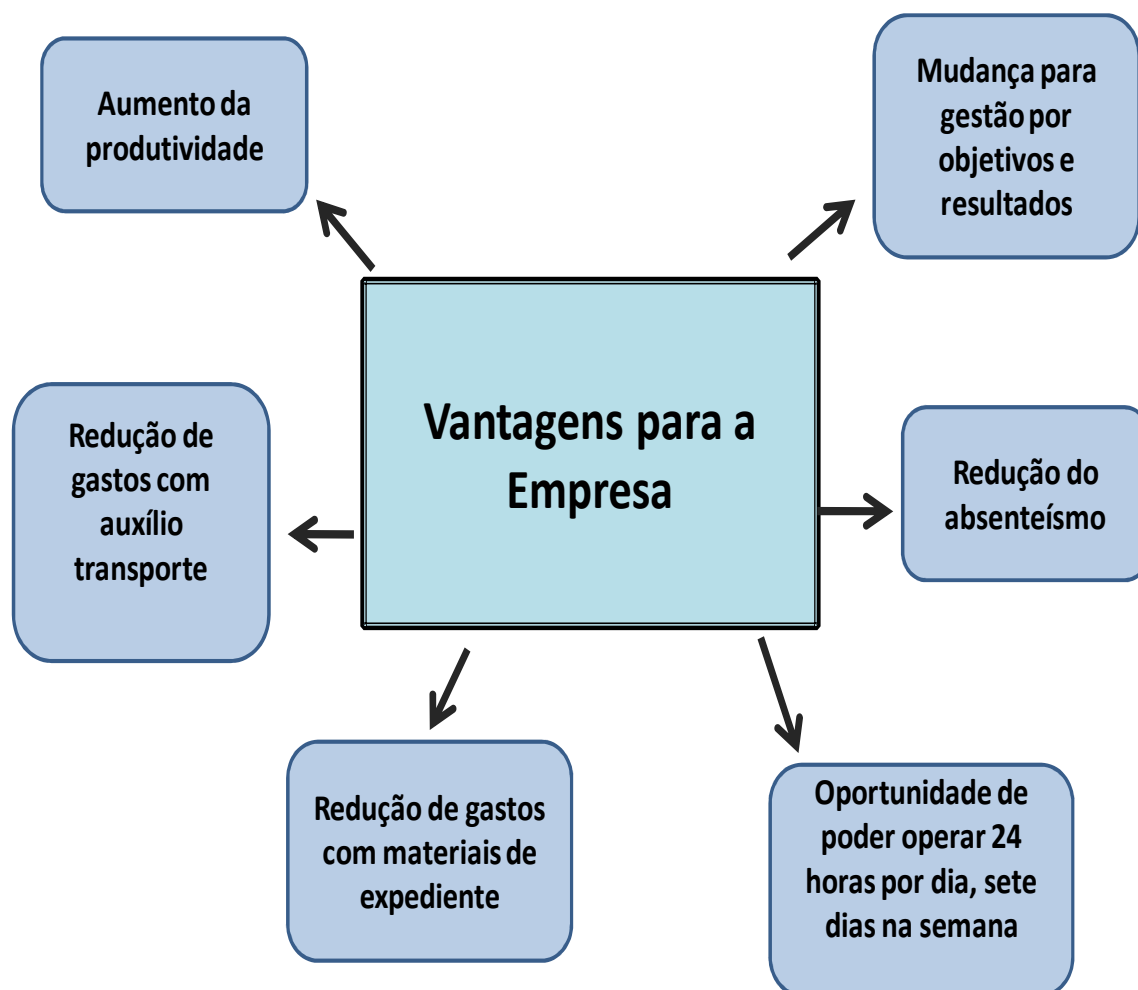 Aumento da
produtividade
Mudança para
gestão por
objetivos e
resultados
Vantagens para a
Empresa
Redução de
gastos com
auxílio
transporte
Redução do
absenteísmo
Redução de gastos
com materiais de
expediente
Oportunidade de
poder operar 24
horas por dia, sete
dias na semana